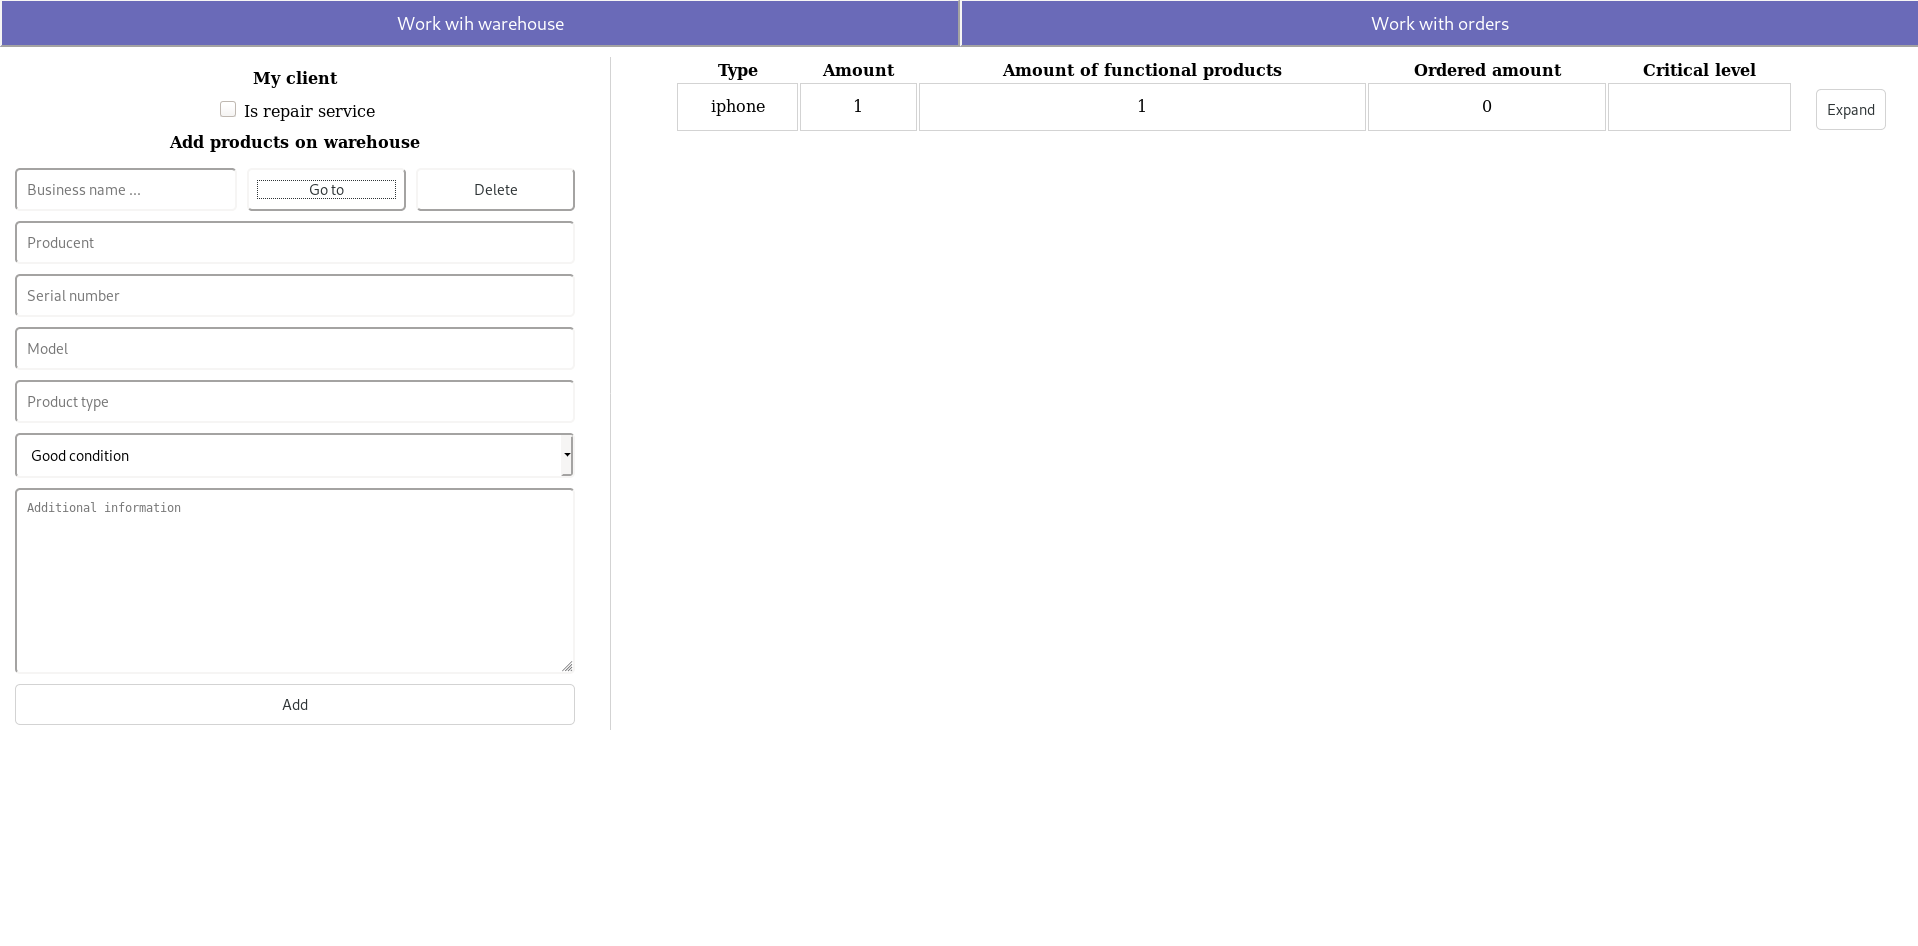 Work wih warehouse
Work with orders
My client
Is repair service
Add products on warehouse
Business name ...
Go to
Delete
Producent
Serial number
Model
Product type
Good condition
Additional information
Add
Type Amount Amount of functional products Ordered amount Critical level
iphone 1 1 0
Expand